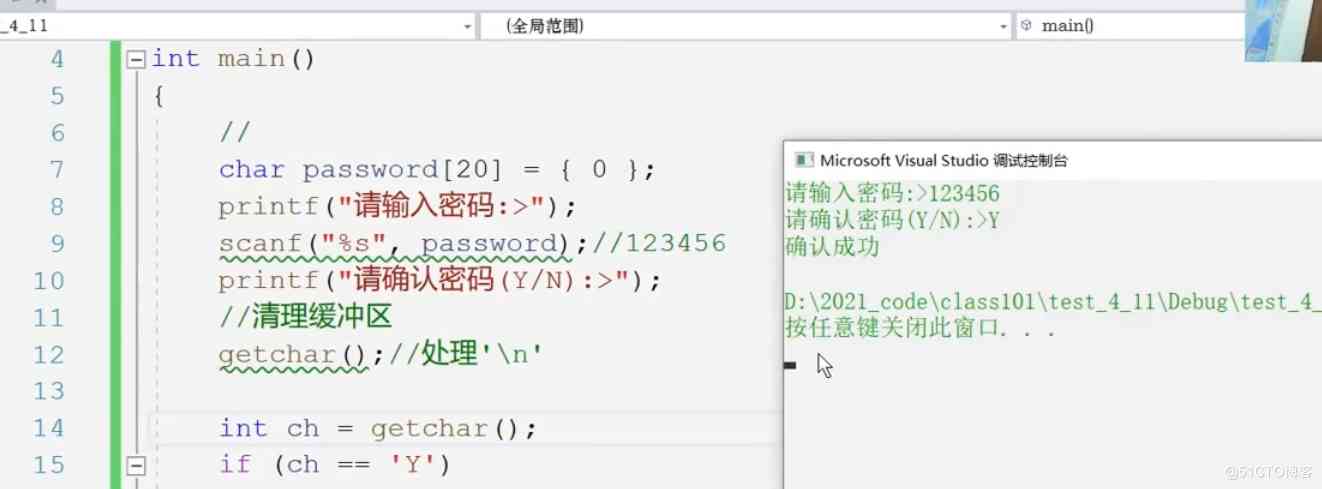 _4_11
(全局范围)
main()
4 int main()
5 {
6 //
7 char password[20] = { 0 };
8 printf("请输入密码:>");
9 scanf("%s", password);//123456
10 printf("请确认密码(Y/N):>");
11 //清理缓冲区
12 getchar();//处理'\n'
13
14 int ch = getchar();
15 if (ch == 'Y')
Microsoft Visual Studio 调试控制台
请输入密码:>123456
请确认密码(Y/N):>Y
确认成功
D:\2021_code\class101\test_4_11\Debug\test_4_
按任意键关闭此窗口. . .
@51CTO博客